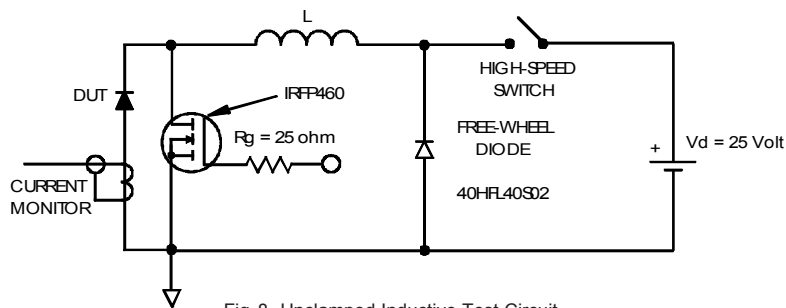 L
HIGH-SPEED
SWITCH
DUT
IRFP460
Rg = 25 ohm
FREE-WHEEL
DIODE
+
Vd = 25 Volt
CURRENT
MONITOR
40HFL40S02
Fig. 8 - Unclamped Inductive Test Circuit